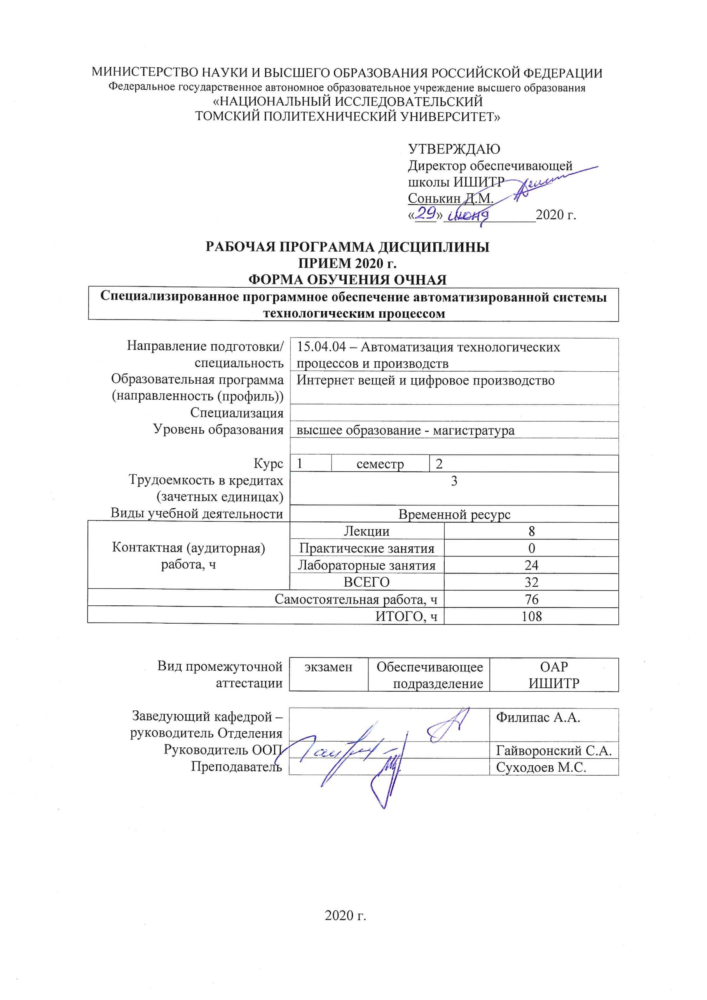 МИНИСТЕРСТВО НАУКИ И ВЫСШЕГО ОБРАЗОВАНИЯ РОССИЙСКОЙ ФЕДЕРАЦИИ
Федеральное государственное автономное образовательное учреждение высшего образования
«НАЦИОНАЛЬНЫЙ ИССЛЕДОВАТЕЛЬСКИЙ
ТОМСКИЙ ПОЛИТЕХНИЧЕСКИЙ УНИВЕРСИТЕТ»
УТВЕРЖДАЮ
Директор обеспечивающей
школы ИШИТР
Сонькин Д.М.
«29» июня 2020 г.
РАБОЧАЯ ПРОГРАММА ДИСЦИПЛИНЫ
ПРИЕМ 2020 г.
ФОРМА ОБУЧЕНИЯ ОЧНАЯ
Специализированное программное обеспечение автоматизированной системы
технологическим процессом
Направление подготовки/ 15.04.04 – Автоматизация технологических
специальность процессов и производств
Образовательная программа Интернет вещей и цифровое производство
(направленность (профиль))
Специализация
Уровень образования высшее образование - магистратура
Курс 1 семестр 2
Трудоемкость в кредитах 3
(зачетных единицах)
Виды учебной деятельности Временной ресурс
Лекции 8
Контактная (аудиторная) Практические занятия 0
работа, ч Лабораторные занятия 24
ВСЕГО 32
Самостоятельная работа, ч 76
ИТОГО, ч 108
Вид промежуточной экзамен Обеспечивающее ОАР
аттестации подразделение ИШИТР
Заведующий кафедрой – Филипас А.А.
руководитель Отделения
Руководитель ООП Гайворонский С.А.
Преподаватель Суходоев М.С.
2020 г.